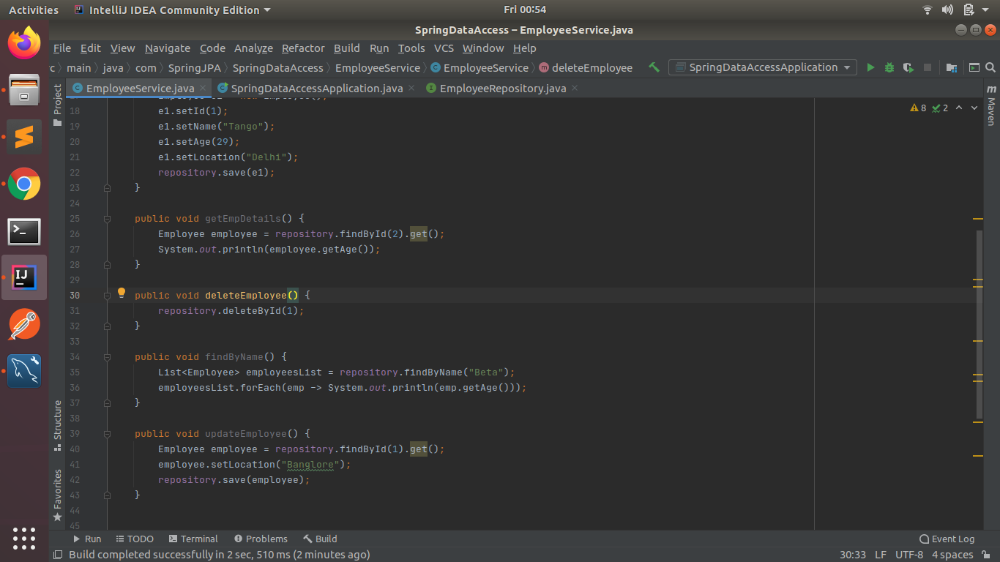 Activities IntelliJ IDEA Community Edition Fri 00:54
SpringDataAccess – EmployeeService.java
File Edit View Navigate Code Analyze Refactor Build Run Tools VCS Window Help
main java com SpringJPA SpringDataAccess EmployeeService EmployeeService deleteEmployee SpringDataAccessApplication
EmployeeService.java SpringDataAccessApplication.java EmployeeRepository.java
Project
Maven
8 2
18 e1.setId(1);
19 e1.setName("Tango");
20 e1.setAge(29);
21 e1.setLocation("Delhi");
22 repository.save(e1);
23 }
24
25 public void getEmpDetails() {
26 Employee employee = repository.findById(2).get();
27 System.out.println(employee.getAge());
28 }
29
30 public void deleteEmployee() {
31 repository.deleteById(1);
32 }
33
34 public void findByName() {
35 List<Employee> employeesList = repository.findByName("Beta");
36 employeesList.forEach(emp -> System.out.println(emp.getAge()));
37 }
38
39 public void updateEmployee() {
40 Employee employee = repository.findById(1).get();
41 employee.setLocation("Banglore");
42 repository.save(employee);
43 }
44
45
Structure
Favorites
Run TODO Terminal Problems Build Event Log
Build completed successfully in 2 sec, 510 ms (2 minutes ago) 30:33 LF UTF-8 4 spaces